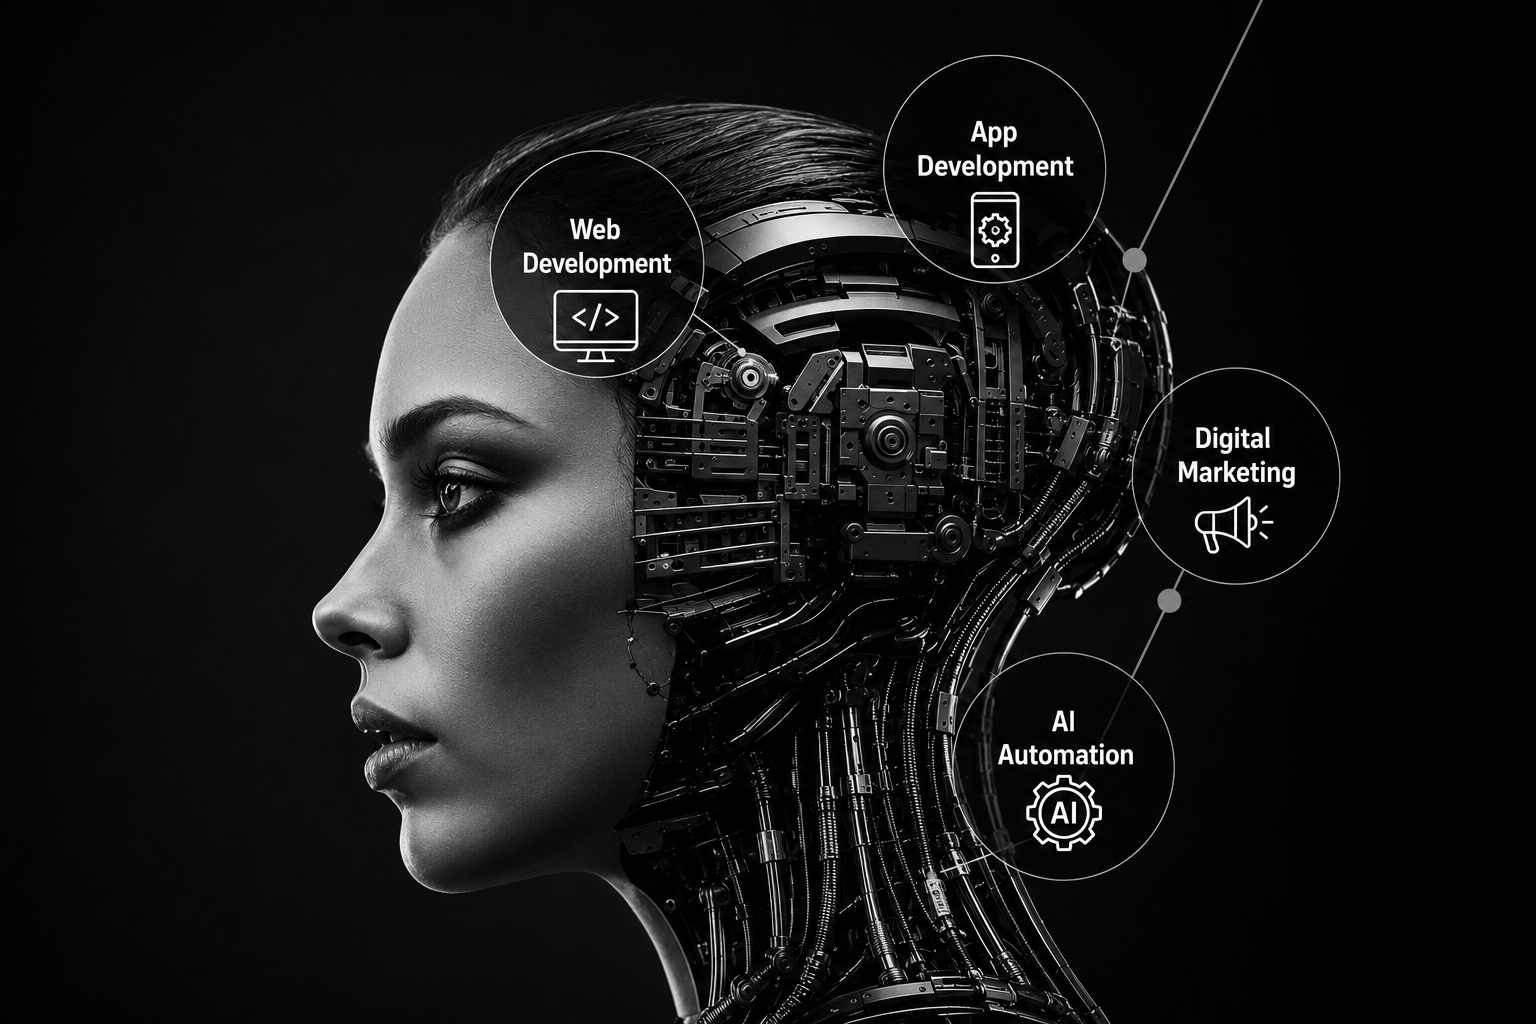 App
Development
Web
Development
</>
Digital
Marketing
AI
Automation
AI